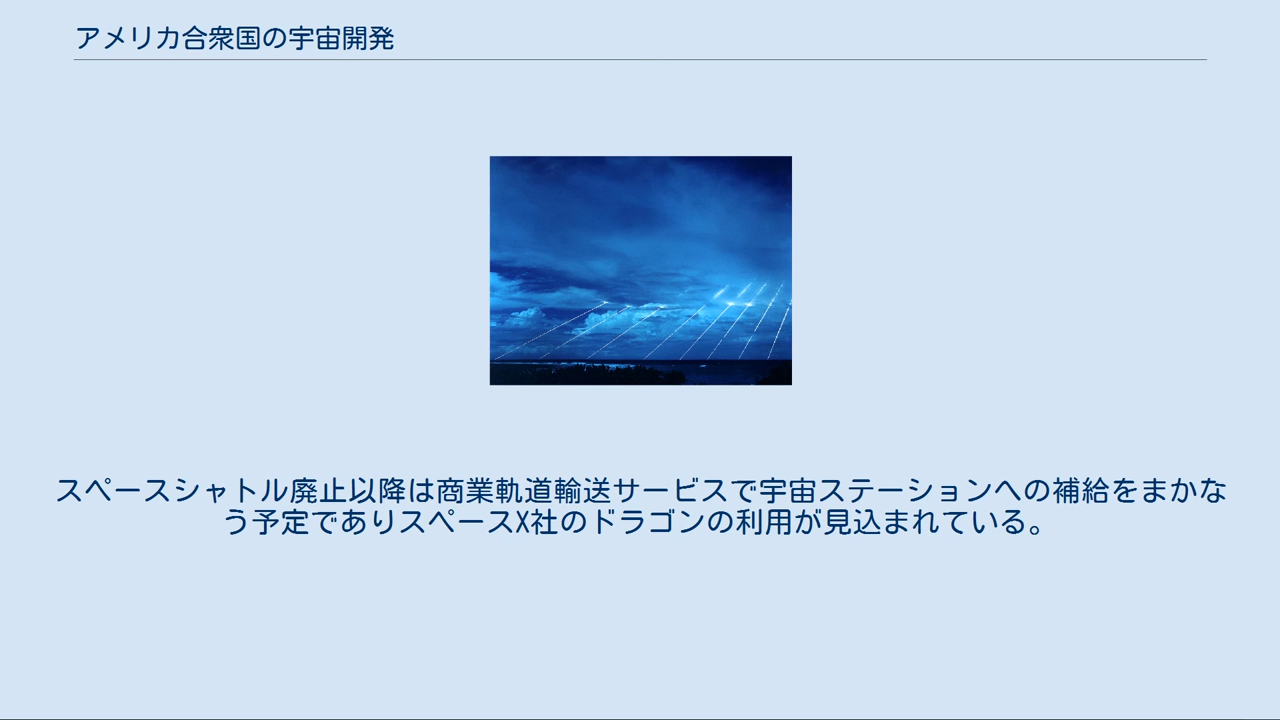 アメリカ合衆国の宇宙開発
スペースシャトル廃止以降は商業軌道輸送サービスで宇宙ステーションへの補給をまかな
う予定でありスペースX社のドラゴンの利用が見込まれている。